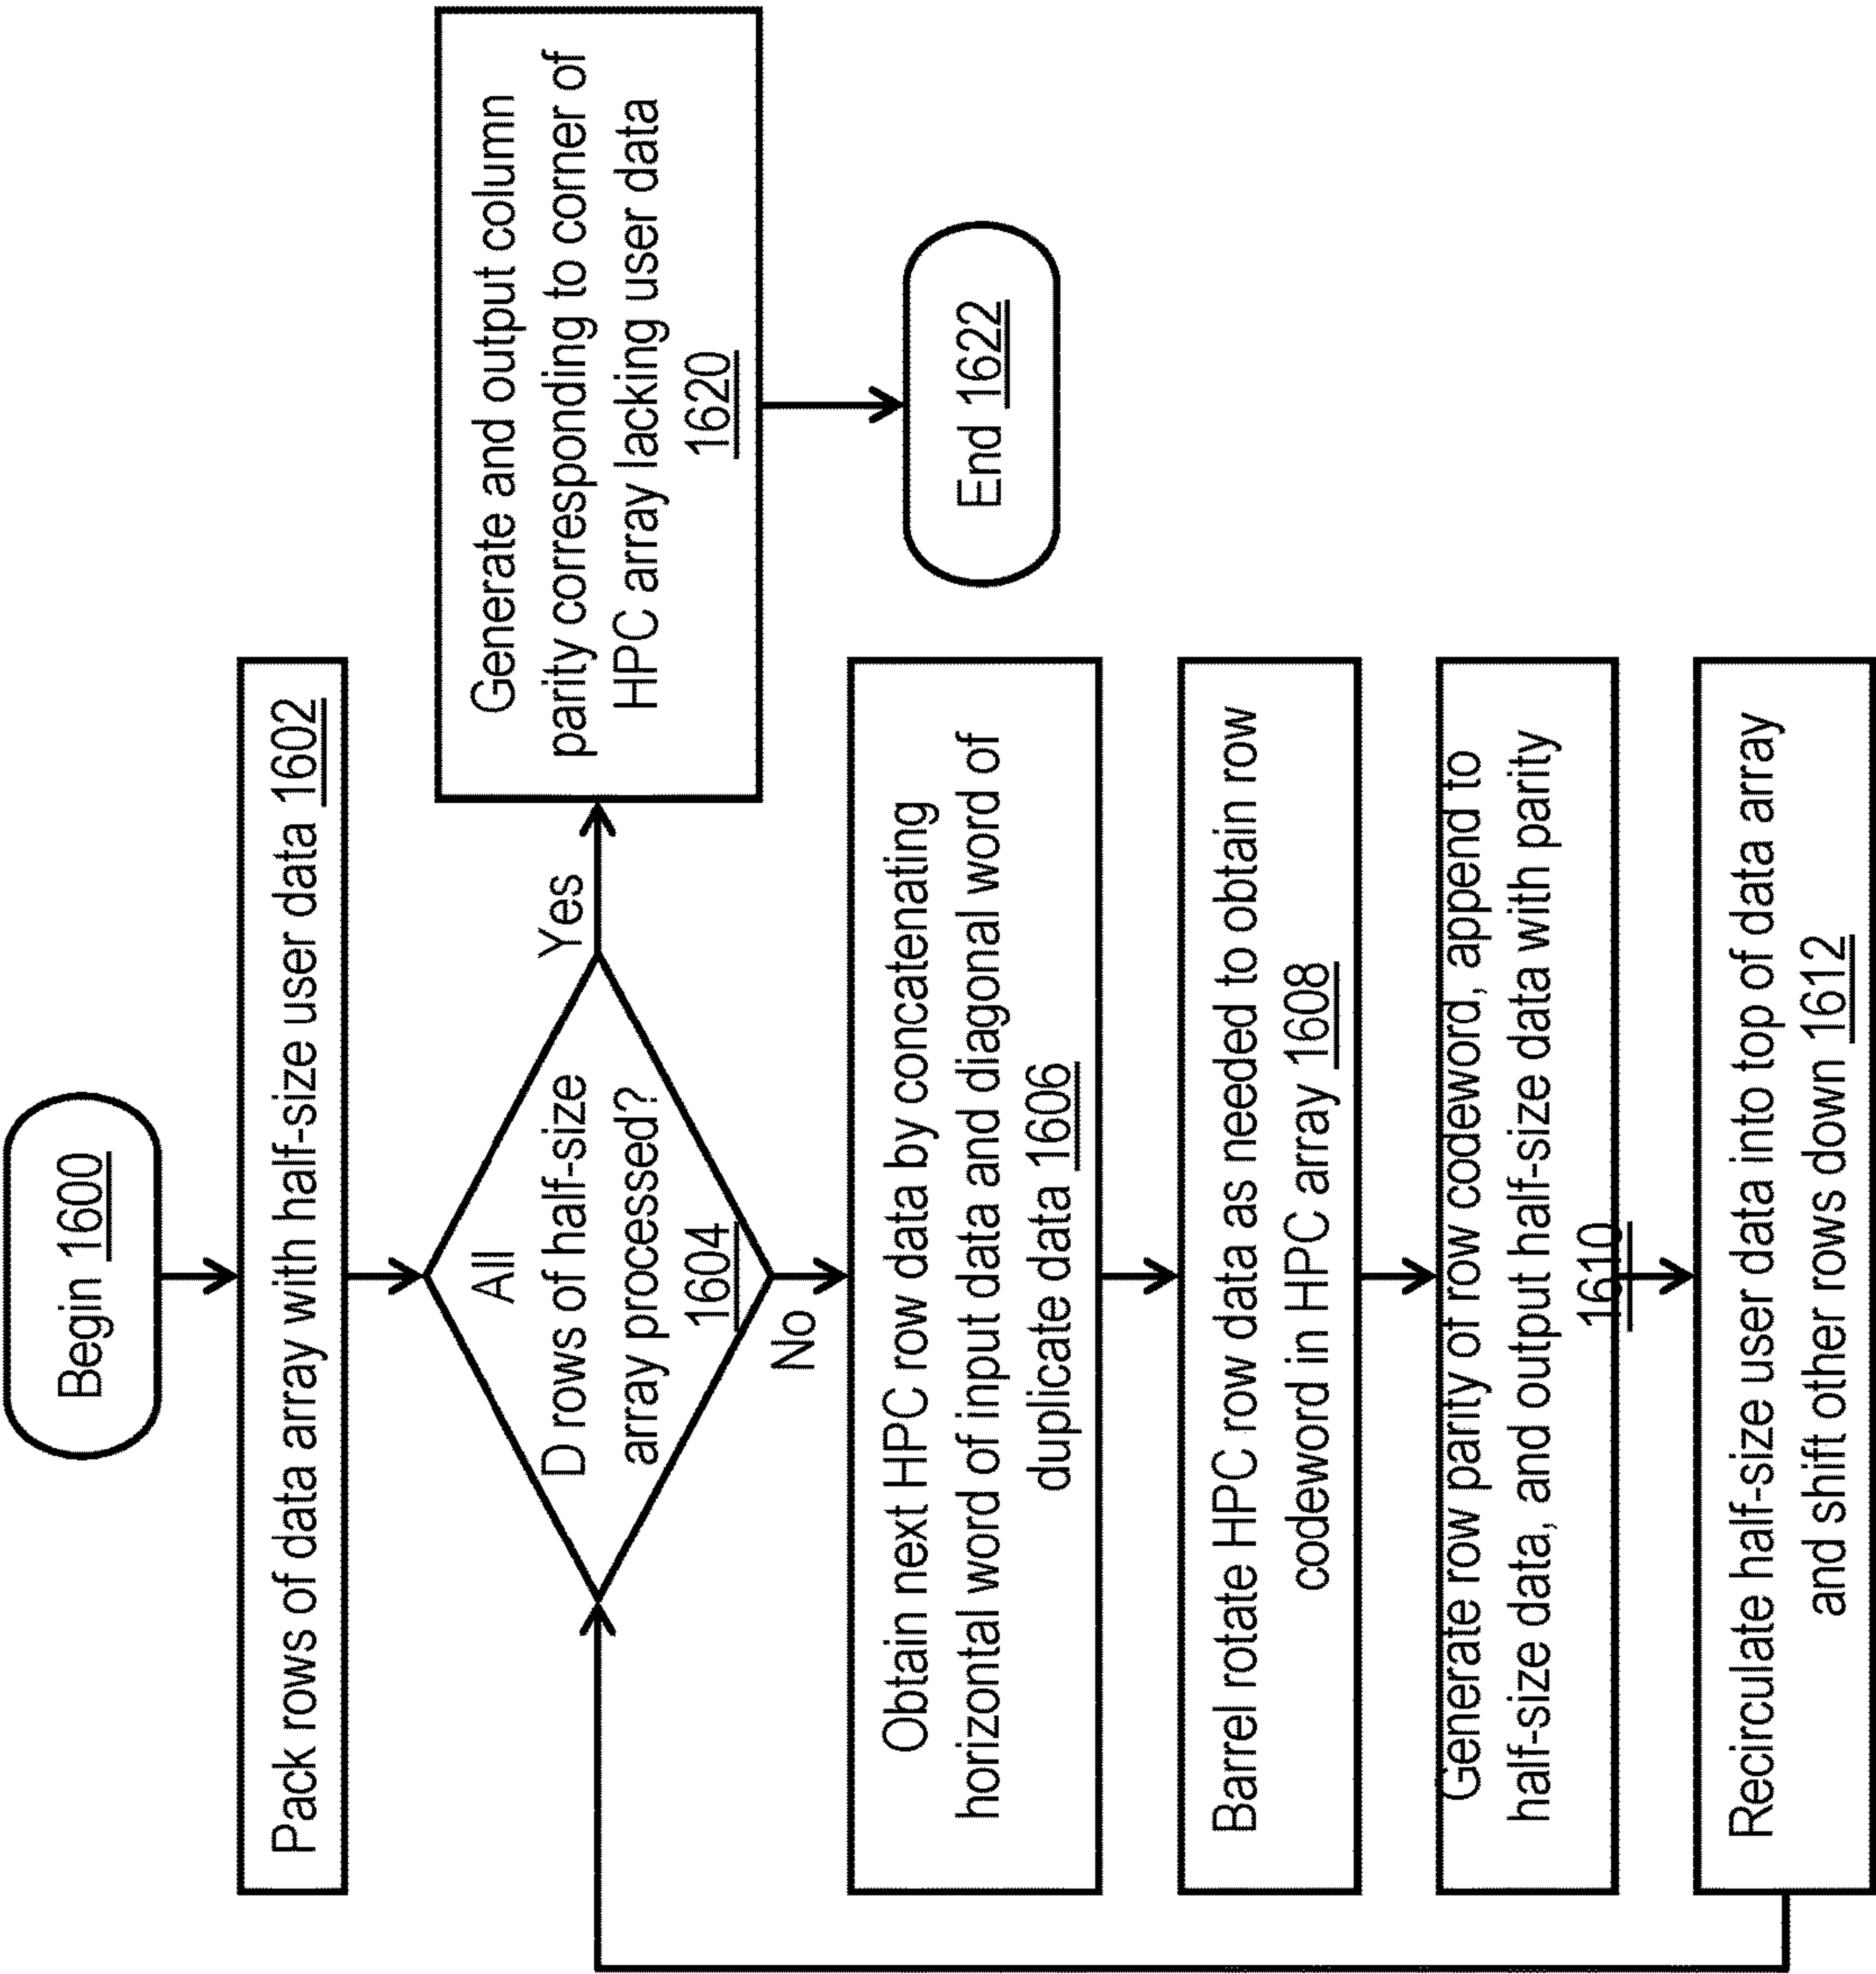 Begin 1600
Pack rows of data array with half-size user data 1602
All
D rows of half-size
array processed?
1604
Yes
No
Generate and output column
parity corresponding to corner of
HPC array lacking user data
1620
End 1622
Obtain next HPC row data by concatenating
horizontal word of input data and diagonal word of
duplicate data 1606
Barrel rotate HPC row data as needed to obtain row
codeword in HPC array 1608
Generate row parity of row codeword, append to
half-size data, and output half-size data with parity
1610
Recirculate half-size user data into top of data array
and shift other rows down 1612